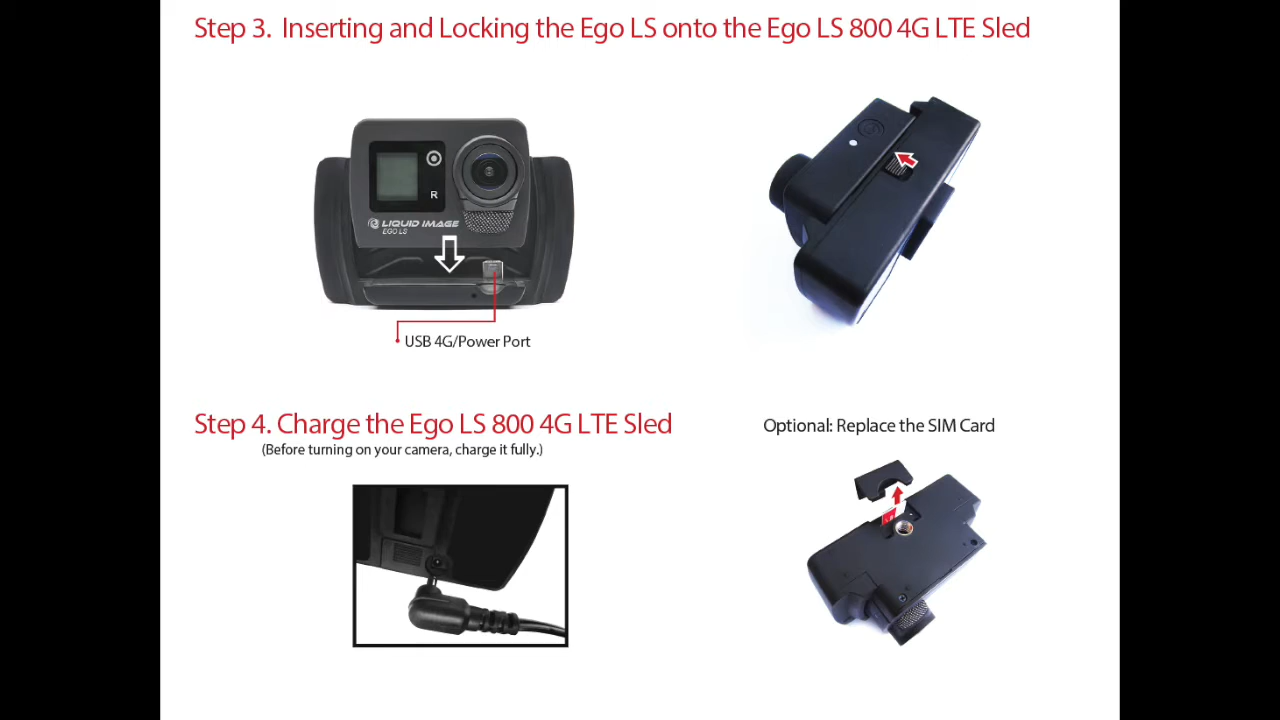 Step 3. Inserting and Locking the Ego LS onto the Ego LS 800 4G LTE Sled
R
LIQUID IMAGE
EGO LS
USB 4G/Power Port
Step 4. Charge the Ego LS 800 4G LTE Sled
(Before turning on your camera, charge it fully.)
Optional: Replace the SIM Card